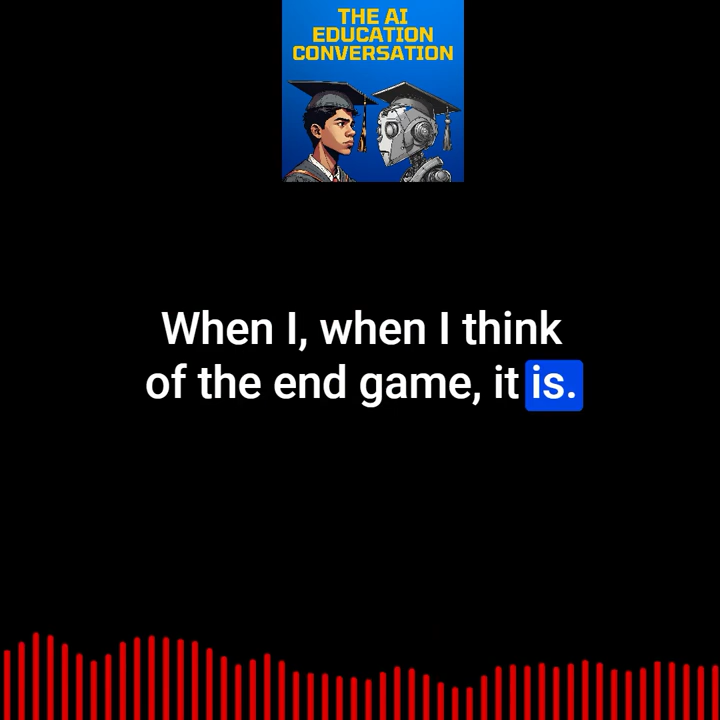 THE AI
EDUCATION
CONVERSATION
When I, when I think
of the end game, it is.